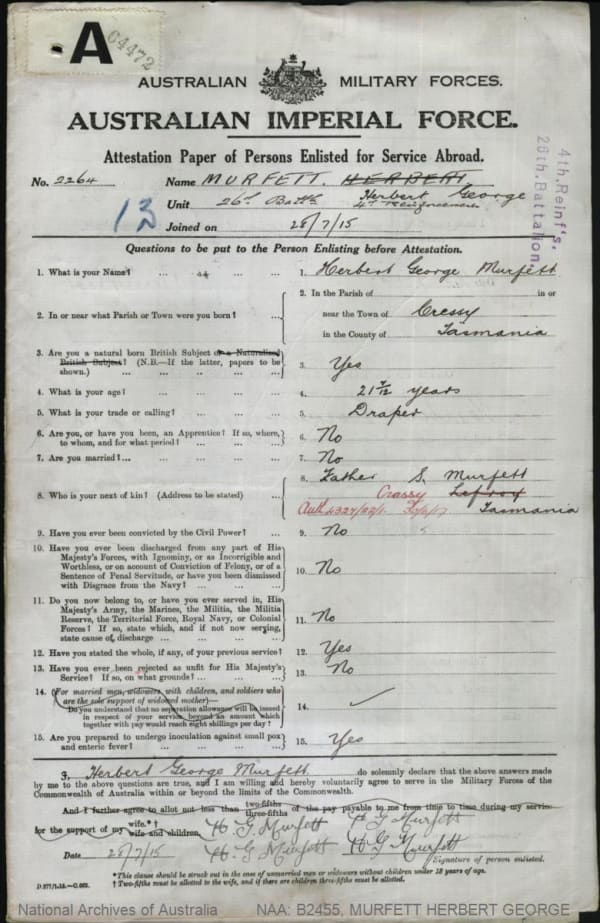 A 64472
AUSTRALIAN MILITARY FORCES.
AUSTRALIAN IMPERIAL FORCE.
Attestation Paper of Persons Enlisted for Service Abroad.
4th. Reinf's.
26th. Battalion.
No. 2264 Name MURFETT. HERBERT Herbert George
13 Unit 26th Battn 4th Reinforcement
Joined on 28/7/15
Questions to be put to the Person Enlisting before Attestation.
1. What is your Name? ... ... ... 1. Herbert George Murfett
2. In or near what Parish or Town were you born? ... 2. In the Parish of in or
near the Town of Cressy
in the County of Tasmania
3. Are you a natural born British Subject or a Naturalized
British Subject? (N.B.—If the latter, papers to be
shown.) ... ... ... ... 3. Yes
4. What is your age? ... ... ... ... 4. 21 7/12 years
5. What is your trade or calling? ... ... ... 5. Draper
6. Are you, or have you been, an Apprentice? If so, where,
to whom, and for what period? ... ... ... 6. No
7. Are you married? ... ... ... ... 7. No
8. Who is your next of kin? (Address to be stated) ... 8. Father S. Murfett
Cressy Lefroy
Tasmania
9. Have you ever been convicted by the Civil Power? ... 9. No
10. Have you ever been discharged from any part of His
Majesty's Forces, with Ignominy, or as Incorrigible and
Worthless, or on account of Conviction of Felony, or of a
Sentence of Penal Servitude, or have you been dismissed
with Disgrace from the Navy? ... ... ... 10. No
11. Do you now belong to, or have you ever served in, His
Majesty's Army, the Marines, the Militia, the Militia
Reserve, the Territorial Force, Royal Navy, or Colonial
Forces? If so, state which, and if not now serving,
state cause of discharge ... ... ... ... 11. No
12. Have you stated the whole, if any, of your previous service? 12. Yes
13. Have you ever been rejected as unfit for His Majesty's
Service? If so, on what grounds? ... ... ... 13. No
14. (For married men, widowers with children, and soldiers who
are the sole support of widowed mother)—
Do you understand that no separation allowance will be issued
in respect of your service beyond an amount which
together with pay would reach eight shillings per day? 14.
15. Are you prepared to undergo inoculation against small pox
and enteric fever? ... ... ... ... 15. Yes
I, Herbert George Murfett do solemnly declare that the above answers made
by me to the above questions are true, and I am willing and hereby voluntarily agree to serve in the Military Forces of the
Commonwealth of Australia within or beyond the limits of the Commonwealth.
And I further agree to allot not less than two-fifths three-fifths of the pay payable to me from time to time during my service
for the support of my wife.*† wife and children. H. G Murfett H G Murfett
Date 28/7/15 H. G Murfett H G Murfett
Signature of person enlisted.
*This clause should be struck out in the case of unmarried men or widowers without children under 18 years of age.
† Two-fifths must be allotted to the wife, and if there are children three-fifths must be allotted.
D.277/1.15.—C.603.
National Archives of Australia NAA: B2455, MURFETT HERBERT GEORGE